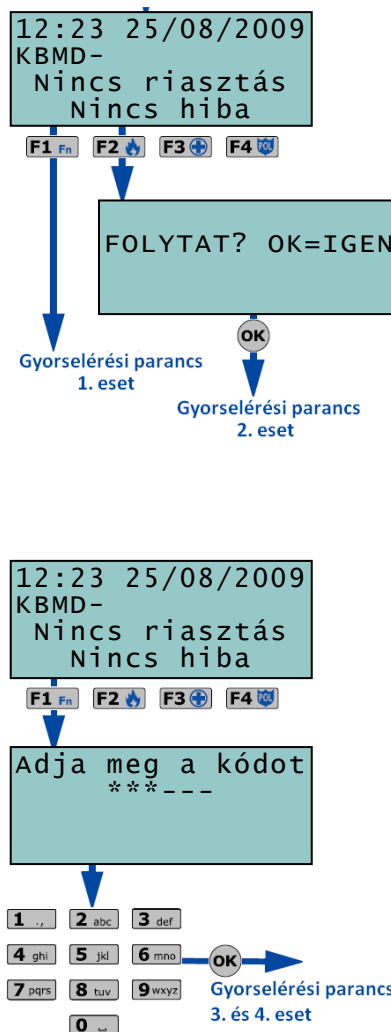 12:23 25/08/2009
KBMD-
Nincs riasztás
Nincs hiba
F1 Fn F2 F3 F4 POL
FOLYTAT? OK=IGEN
OK
Gyorselérési parancs
1. eset
Gyorselérési parancs
2. eset
12:23 25/08/2009
KBMD-
Nincs riasztás
Nincs hiba
F1 Fn F2 F3 F4 POL
Adja meg a kódot
***---
1 ., 2 abc 3 def
4 ghi 5 jkl 6 mno OK
7 pqrs 8 tuv 9 wxyz
Gyorselérési parancs
3. és 4. eset
0 ⎵